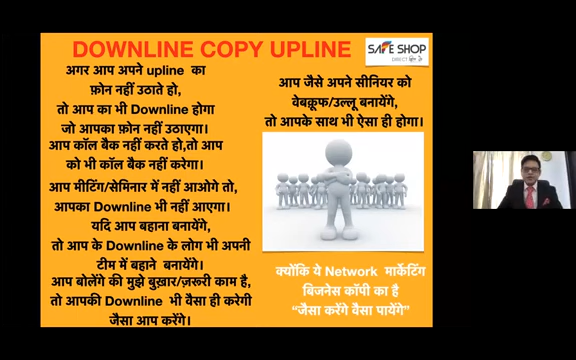 DOWNLINE COPY UPLINE
SAFE SHOP
DIRECT
अगर आप अपने upline का
फ़ोन नहीं उठाते हो,
तो आप का भी Downline होगा
जो आपका फ़ोन नहीं उठाएगा।
आप कॉल बैक नहीं करते हो,तो आप
को भी कॉल बैक नहीं करेगा।
आप मीटिंग/सेमिनार में नहीं आओगे तो,
आपका Downline भी नहीं आएगा।
यदि आप बहाना बनायेंगे,
तो आप के Downline के लोग भी अपनी
टीम में बहाने बनायेंगे।
आप बोलेंगे की मुझे बुख़ार/ज़रूरी काम है,
तो आपकी Downline भी वैसा ही करेगी
जैसा आप करेंगे।
आप जैसे अपने सीनियर को
वेबक़ूफ/उल्लू बनायेंगे,
तो आपके साथ भी ऐसा ही होगा।
क्योंकि ये Network मार्केटिंग
बिजनेस कॉपी का है
“जैसा करेंगे वैसा पायेंगे”